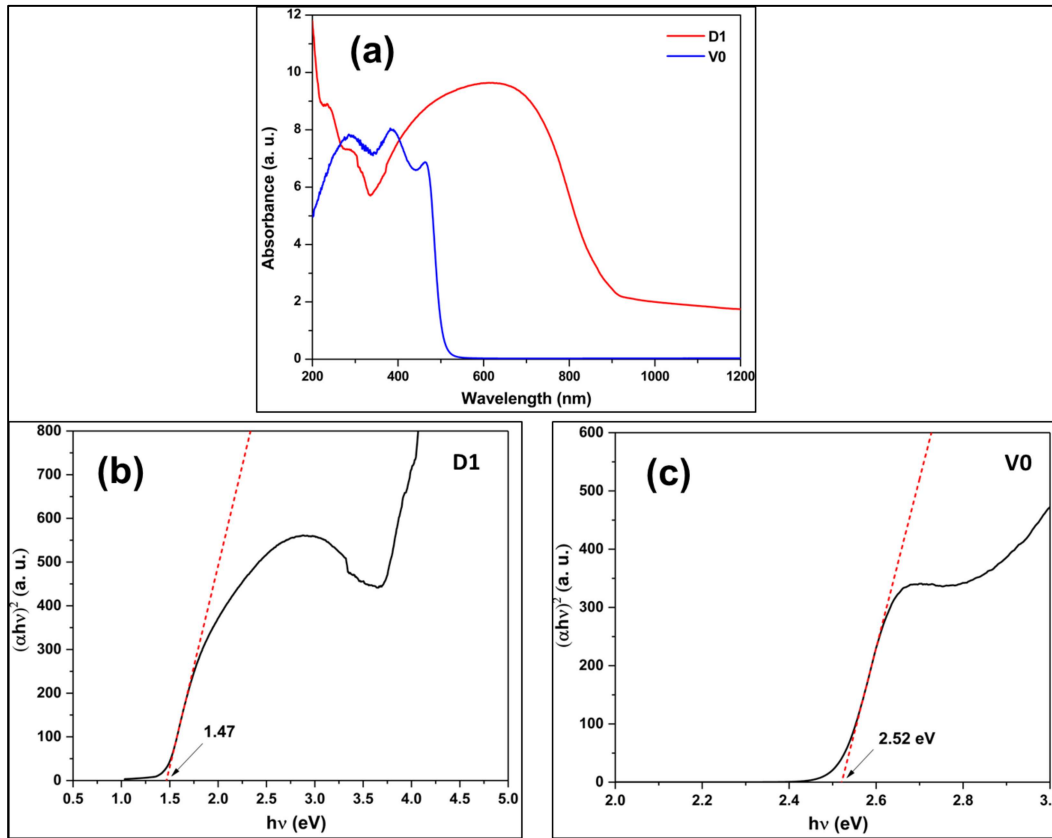 (a)
D1
V0
12
10
8
6
4
2
0
Absorbance (a. u.)
200 400 600 800 1000 1200
Wavelength (nm)
(b)
D1
800
700
600
500
400
300
200
100
0
(αhν)² (a. u.)
1.47
0.5 1.0 1.5 2.0 2.5 3.0 3.5 4.0 4.5 5.0
hν (eV)
(c)
V0
600
500
400
300
200
100
0
(αhν)² (a. u.)
2.52 eV
2.0 2.2 2.4 2.6 2.8 3.
hν (eV)